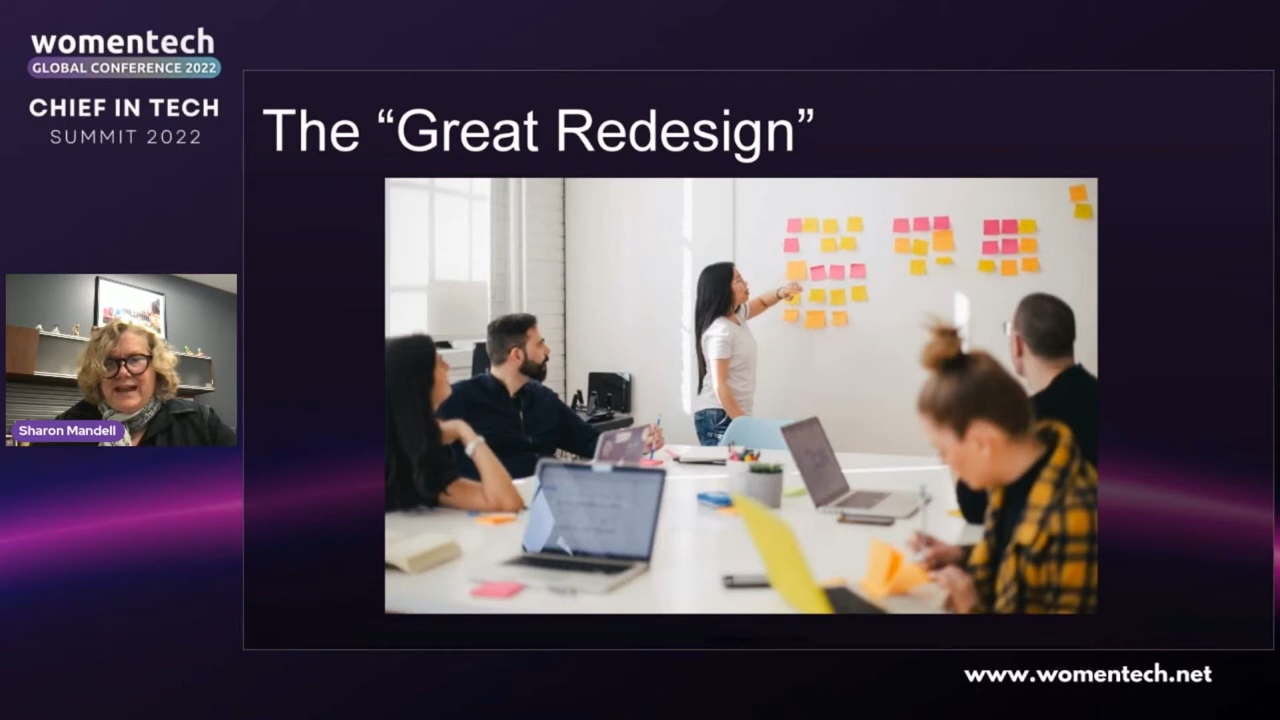 womentech
GLOBAL CONFERENCE 2022
CHIEF IN TECH
SUMMIT 2022
The “Great Redesign”
Sharon Mandell
www.womentech.net